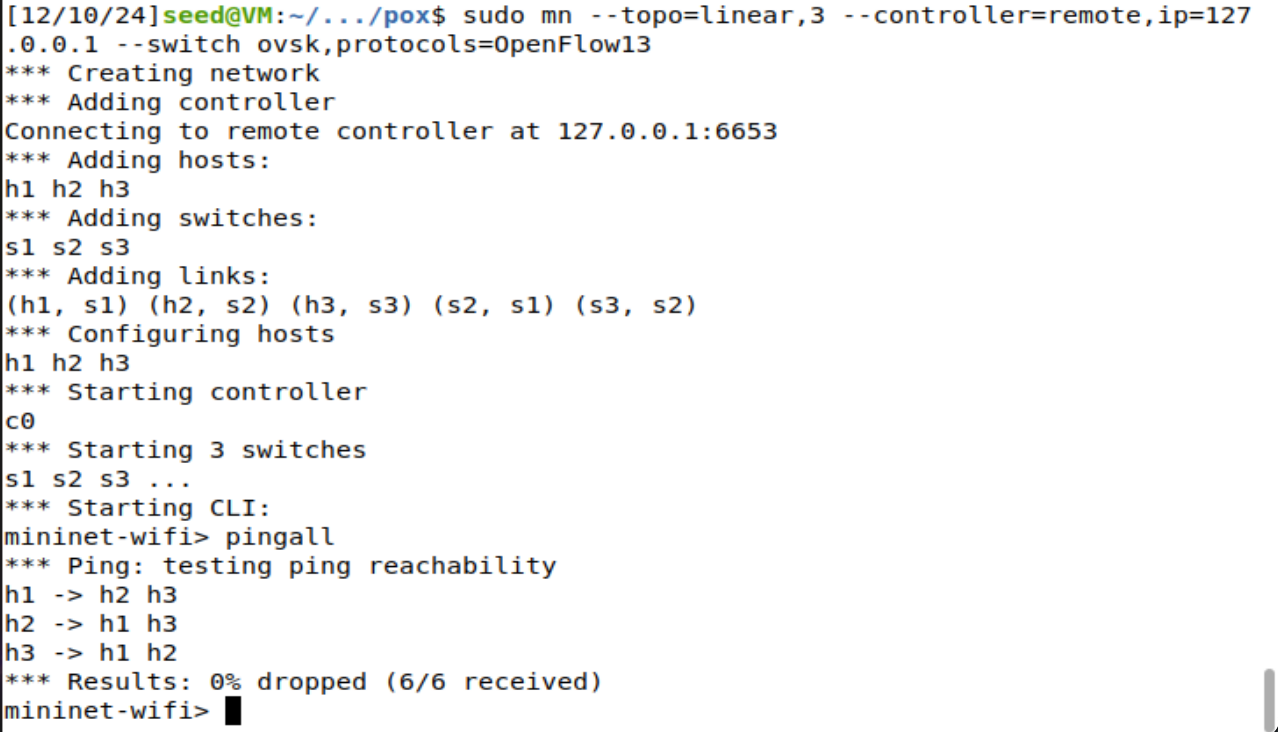 [12/10/24]seed@VM:~/.../pox$ sudo mn --topo=linear,3 --controller=remote,ip=127
.0.0.1 --switch ovsk,protocols=OpenFlow13
*** Creating network
*** Adding controller
Connecting to remote controller at 127.0.0.1:6653
*** Adding hosts:
h1 h2 h3
*** Adding switches:
s1 s2 s3
*** Adding links:
(h1, s1) (h2, s2) (h3, s3) (s2, s1) (s3, s2)
*** Configuring hosts
h1 h2 h3
*** Starting controller
c0
*** Starting 3 switches
s1 s2 s3 ...
*** Starting CLI:
mininet-wifi> pingall
*** Ping: testing ping reachability
h1 -> h2 h3
h2 -> h1 h3
h3 -> h1 h2
*** Results: 0% dropped (6/6 received)
mininet-wifi>